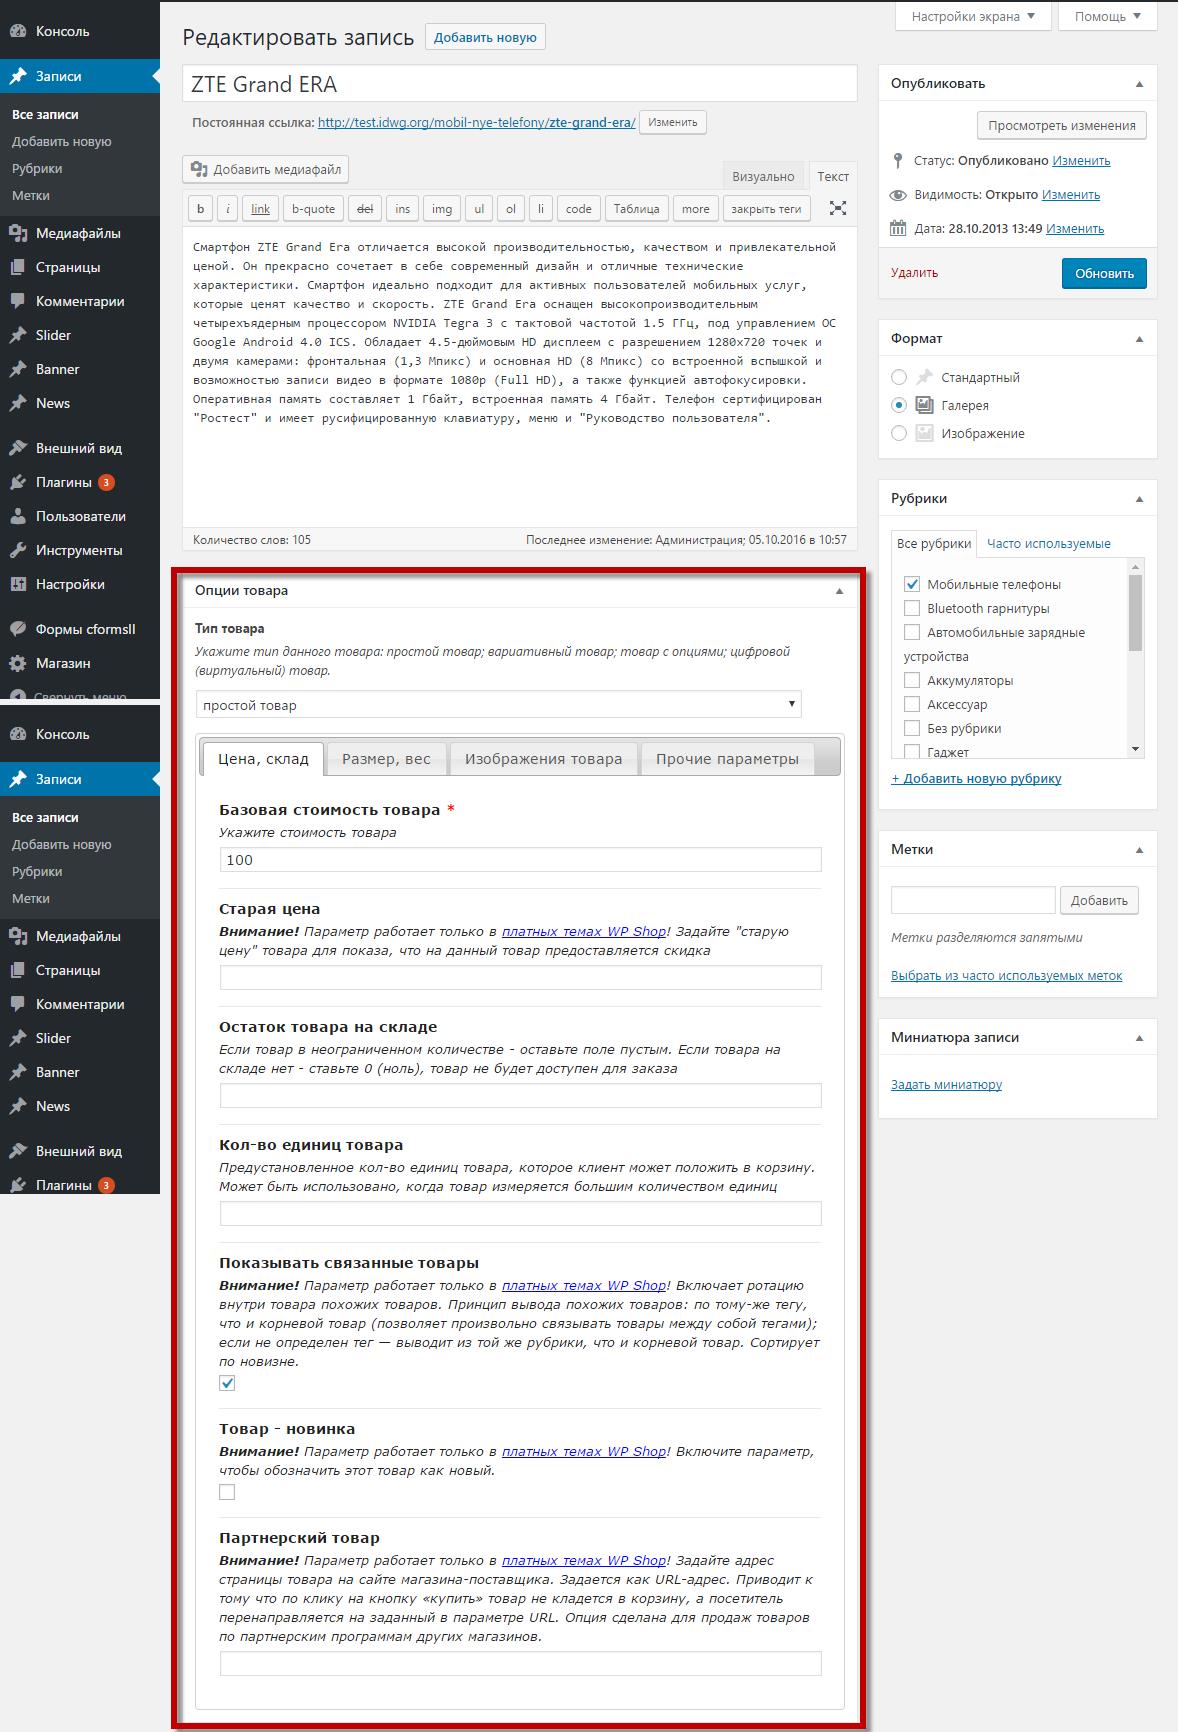 Консоль
Записи
Все записи
Добавить новую
Рубрики
Метки
Медиафайлы
Страницы
Комментарии
Slider
Banner
News
Внешний вид
Плагины 3
Пользователи
Инструменты
Настройки
Формы cformsII
Магазин
Свернуть меню
Консоль
Записи
Все записи
Добавить новую
Рубрики
Метки
Медиафайлы
Страницы
Комментарии
Slider
Banner
News
Внешний вид
Плагины 3
Настройки экрана
Помощь
Редактировать запись Добавить новую
ZTE Grand ERA
Постоянная ссылка: http://test.idwg.org/mobil-nye-telefony/zte-grand-era/ Изменить
Добавить медиафайл
Визуально Текст
b i link b-quote del ins img ul ol li code Таблица more закрыть теги
Смартфон ZTE Grand Era отличается высокой производительностью, качеством и привлекательной
ценой. Он прекрасно сочетает в себе современный дизайн и отличные технические
характеристики. Смартфон идеально подходит для активных пользователей мобильных услуг,
которые ценят качество и скорость. ZTE Grand Era оснащен высокопроизводительным
четырехъядерным процессором NVIDIA Tegra 3 с тактовой частотой 1.5 ГГц, под управлением ОС
Google Android 4.0 ICS. Обладает 4.5-дюймовым HD дисплеем с разрешением 1280x720 точек и
двумя камерами: фронтальная (1,3 Мпикс) и основная HD (8 Мпикс) со встроенной вспышкой и
возможностью записи видео в формате 1080p (Full HD), а также функцией автофокусировки.
Оперативная память составляет 1 Гбайт, встроенная память 4 Гбайт. Телефон сертифицирован
"Ростест" и имеет русифицированную клавиатуру, меню и "Руководство пользователя".
Количество слов: 105
Последнее изменение: Администрация; 05.10.2016 в 10:57
Опции товара
Тип товара
Укажите тип данного товара: простой товар; вариативный товар; товар с опциями; цифровой
(виртуальный) товар.
простой товар
Цена, склад Размер, вес Изображения товара Прочие параметры
Базовая стоимость товара *
Укажите стоимость товара
100
Старая цена
Внимание! Параметр работает только в платных темах WP Shop! Задайте "старую
цену" товара для показа, что на данный товар предоставляется скидка
Остаток товара на складе
Если товар в неограниченном количестве - оставьте поле пустым. Если товара на
складе нет - ставьте 0 (ноль), товар не будет доступен для заказа
Кол-во единиц товара
Предустановленное кол-во единиц товара, которое клиент может положить в корзину.
Может быть использовано, когда товар измеряется большим количеством единиц
Показывать связанные товары
Внимание! Параметр работает только в платных темах WP Shop! Включает ротацию
внутри товара похожих товаров. Принцип вывода похожих товаров: по тому-же тегу,
что и корневой товар (позволяет произвольно связывать товары между собой тегами);
если не определен тег — выводит из той же рубрики, что и корневой товар. Сортирует
по новизне.
Товар - новинка
Внимание! Параметр работает только в платных темах WP Shop! Включите параметр,
чтобы обозначить этот товар как новый.
Партнерский товар
Внимание! Параметр работает только в платных темах WP Shop! Задайте адрес
страницы товара на сайте магазина-поставщика. Задается как URL-адрес. Приводит к
тому что по клику на кнопку «купить» товар не кладется в корзину, а посетитель
перенаправляется на заданный в параметре URL. Опция сделана для продаж товаров
по партнерским программам других магазинов.
Опубликовать
Просмотреть изменения
Статус: Опубликовано Изменить
Видимость: Открыто Изменить
Дата: 28.10.2013 13:49 Изменить
Удалить Обновить
Формат
Стандартный
Галерея
Изображение
Рубрики
Все рубрики Часто используемые
Мобильные телефоны
Bluetooth гарнитуры
Автомобильные зарядные
устройства
Аккумуляторы
Аксессуар
Без рубрики
Гаджет
+ Добавить новую рубрику
Метки
Добавить
Метки разделяются запятыми
Выбрать из часто используемых меток
Миниатюра записи
Задать миниатюру